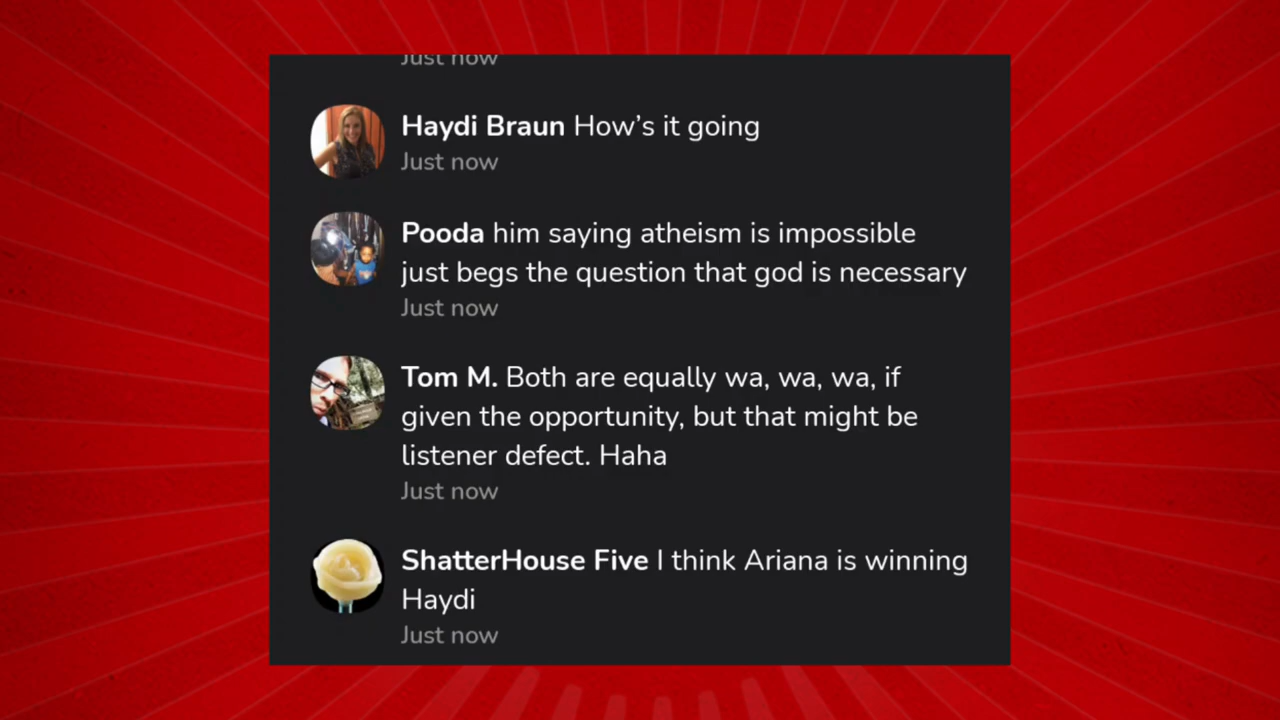 Just now
Haydi Braun How's it going
Just now
Pooda him saying atheism is impossible
just begs the question that god is necessary
Just now
Tom M. Both are equally wa, wa, wa, if
given the opportunity, but that might be
listener defect. Haha
Just now
ShatterHouse Five I think Ariana is winning
Haydi
Just now